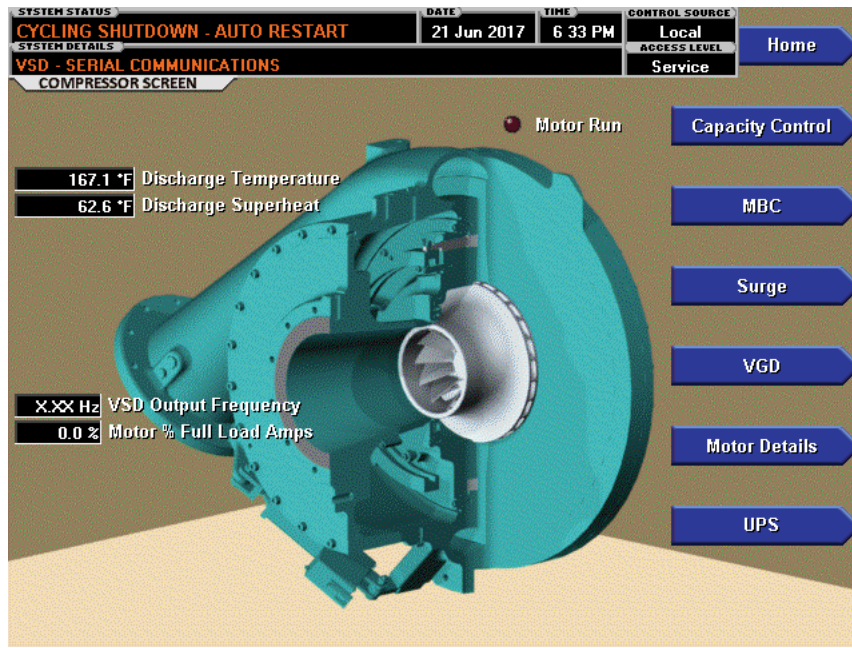 SYSTEM STATUS
CYCLING SHUTDOWN - AUTO RESTART
DATE
21 Jun 2017
TIME
6 33 PM
CONTROL SOURCE
Local
SYSTEM DETAILS
VSD - SERIAL COMMUNICATIONS
ACCESS LEVEL
Service
Home
COMPRESSOR SCREEN
Motor Run
Capacity Control
167.1 °F Discharge Temperature
62.6 °F Discharge Superheat
MBC
Surge
VGD
X.XX Hz VSD Output Frequency
0.0 % Motor % Full Load Amps
Motor Details
UPS